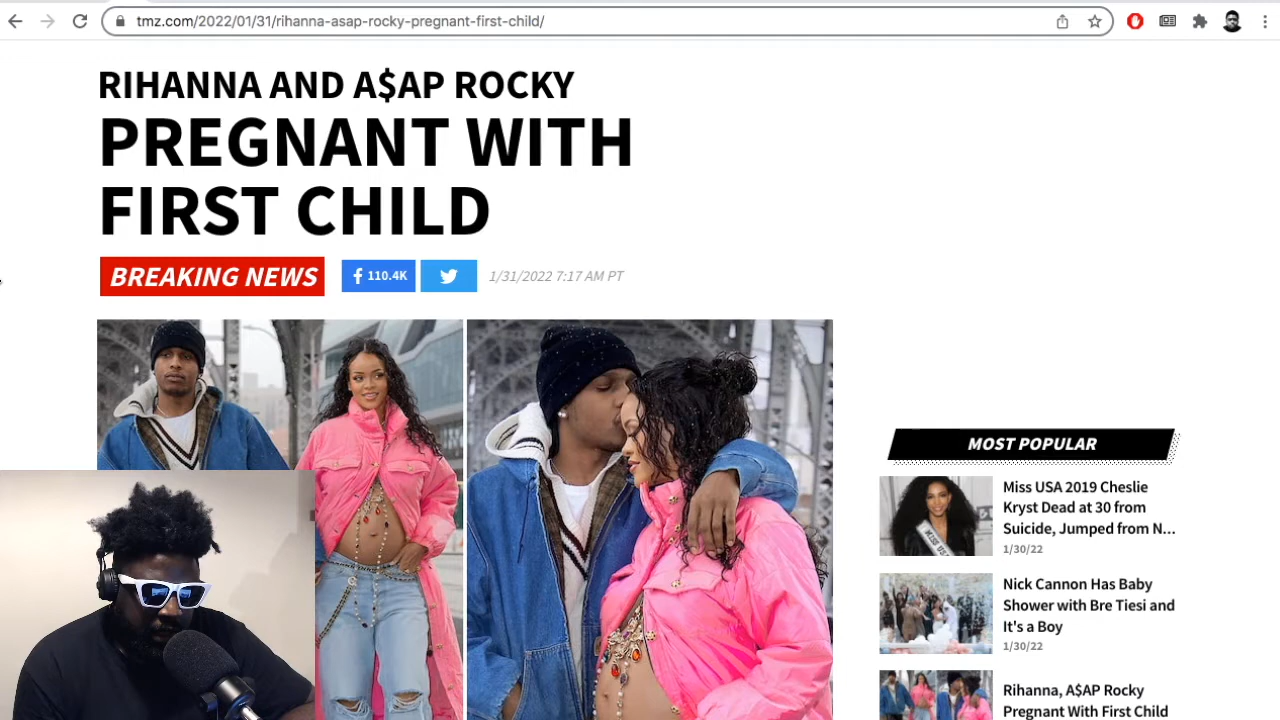 tmz.com/2022/01/31/rihanna-asap-rocky-pregnant-first-child/
RIHANNA AND A$AP ROCKY
PREGNANT WITH
FIRST CHILD
BREAKING NEWS
110.4K
1/31/2022 7:17 AM PT
MOST POPULAR
Miss USA 2019 Cheslie
Kryst Dead at 30 from
Suicide, Jumped from N...
1/30/22
Nick Cannon Has Baby
Shower with Bre Tiesi and
It's a Boy
1/30/22
Rihanna, A$AP Rocky
Pregnant With First Child